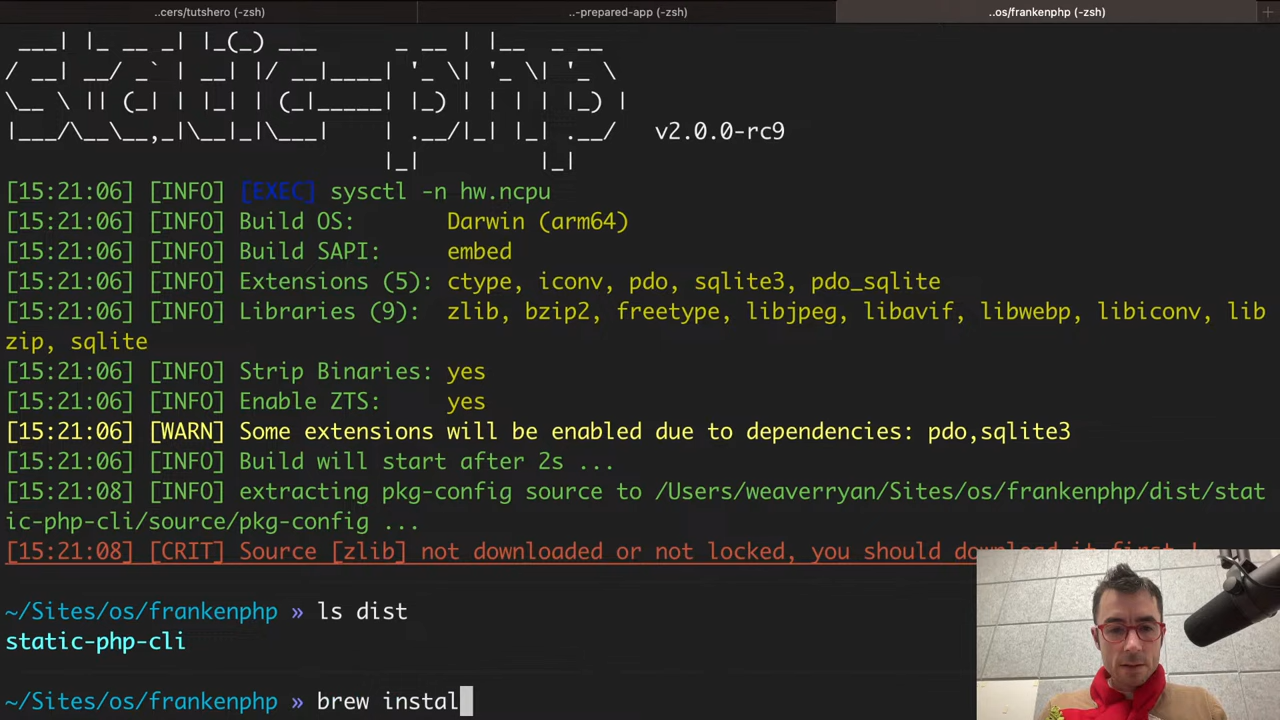 ..cers/tutshero (-zsh)
..-prepared-app (-zsh)
..os/frankenphp (-zsh)
v2.0.0-rc9
[15:21:06] [INFO] [EXEC] sysctl -n hw.ncpu
[15:21:06] [INFO] Build OS: Darwin (arm64)
[15:21:06] [INFO] Build SAPI: embed
[15:21:06] [INFO] Extensions (5): ctype, iconv, pdo, sqlite3, pdo_sqlite
[15:21:06] [INFO] Libraries (9): zlib, bzip2, freetype, libjpeg, libavif, libwebp, libiconv, lib
zip, sqlite
[15:21:06] [INFO] Strip Binaries: yes
[15:21:06] [INFO] Enable ZTS: yes
[15:21:06] [WARN] Some extensions will be enabled due to dependencies: pdo,sqlite3
[15:21:06] [INFO] Build will start after 2s ...
[15:21:08] [INFO] extracting pkg-config source to /Users/weaverryan/Sites/os/frankenphp/dist/stat
ic-php-cli/source/pkg-config ...
[15:21:08] [CRIT] Source [zlib] not downloaded or not locked, you should download it first !
~/Sites/os/frankenphp » ls dist
static-php-cli
~/Sites/os/frankenphp » brew instal